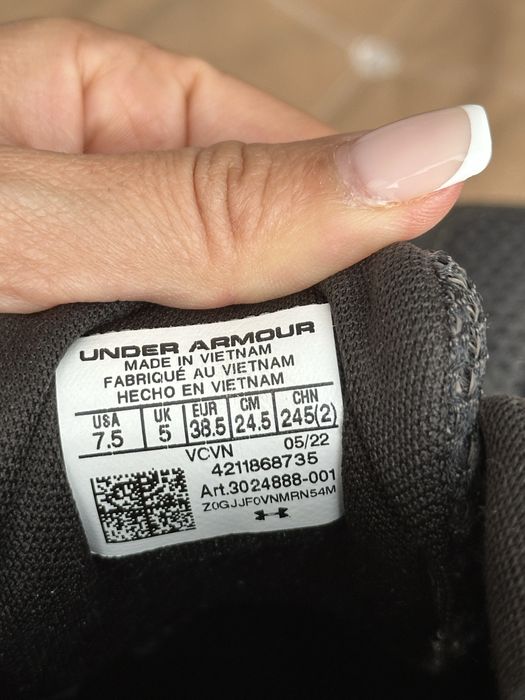 UNDER ARMOUR
MADE IN VIETNAM
FABRIQUÉ AU VIETNAM
HECHO EN VIETNAM
USA UK EUR CM CHN
7.5 5 38.5 24.5 245(2)
VCVN 05/22
4211868735
Art.3024888-001
Z0GJJF0VNMRN54M